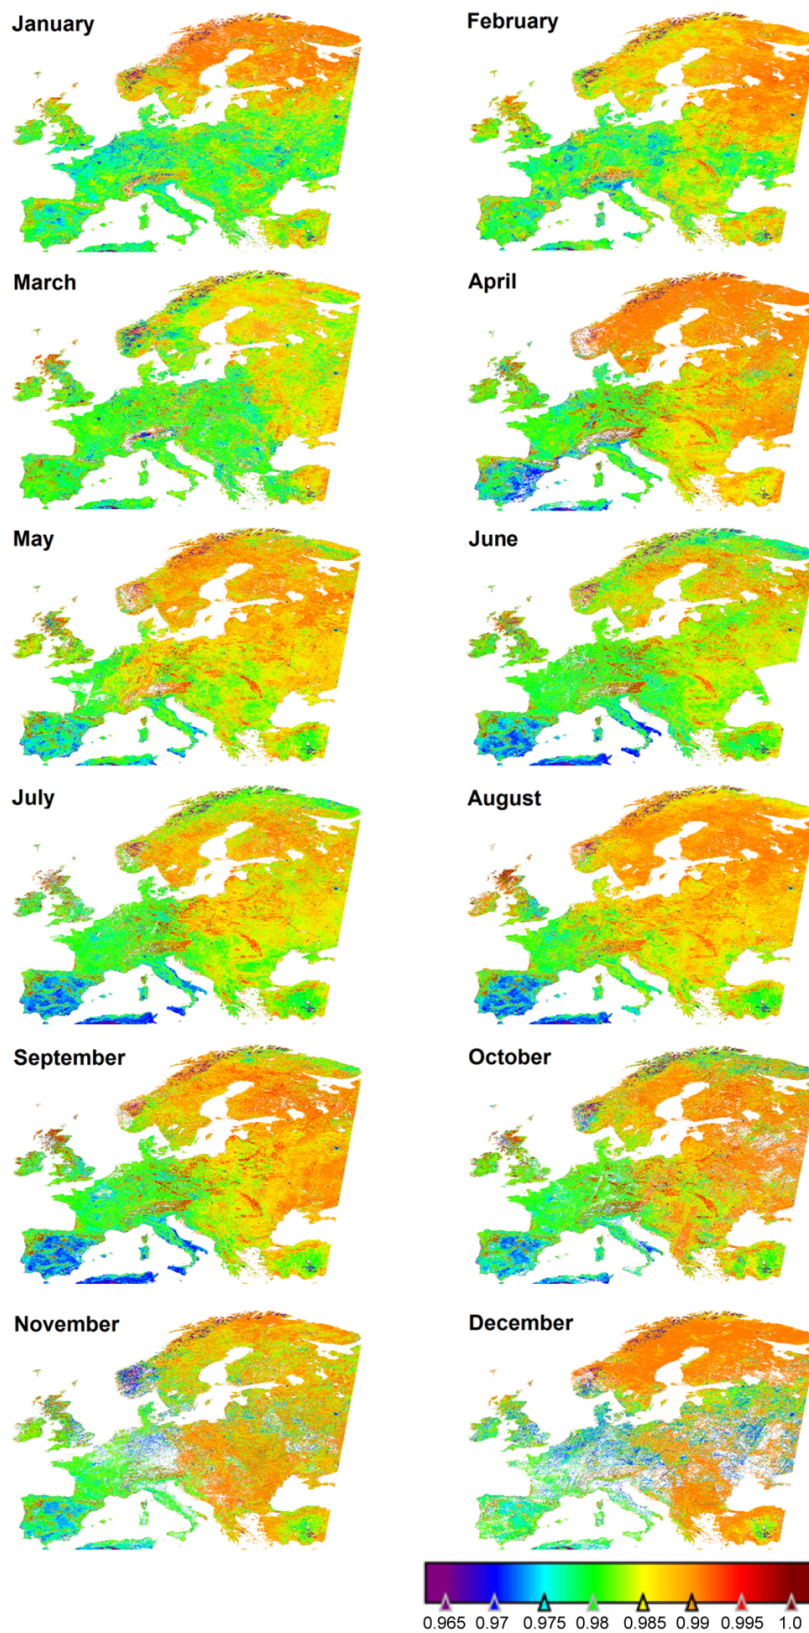 January
February
March
April
May
June
July
August
September
October
November
December
0.965 0.97 0.975 0.98 0.985 0.99 0.995 1.0